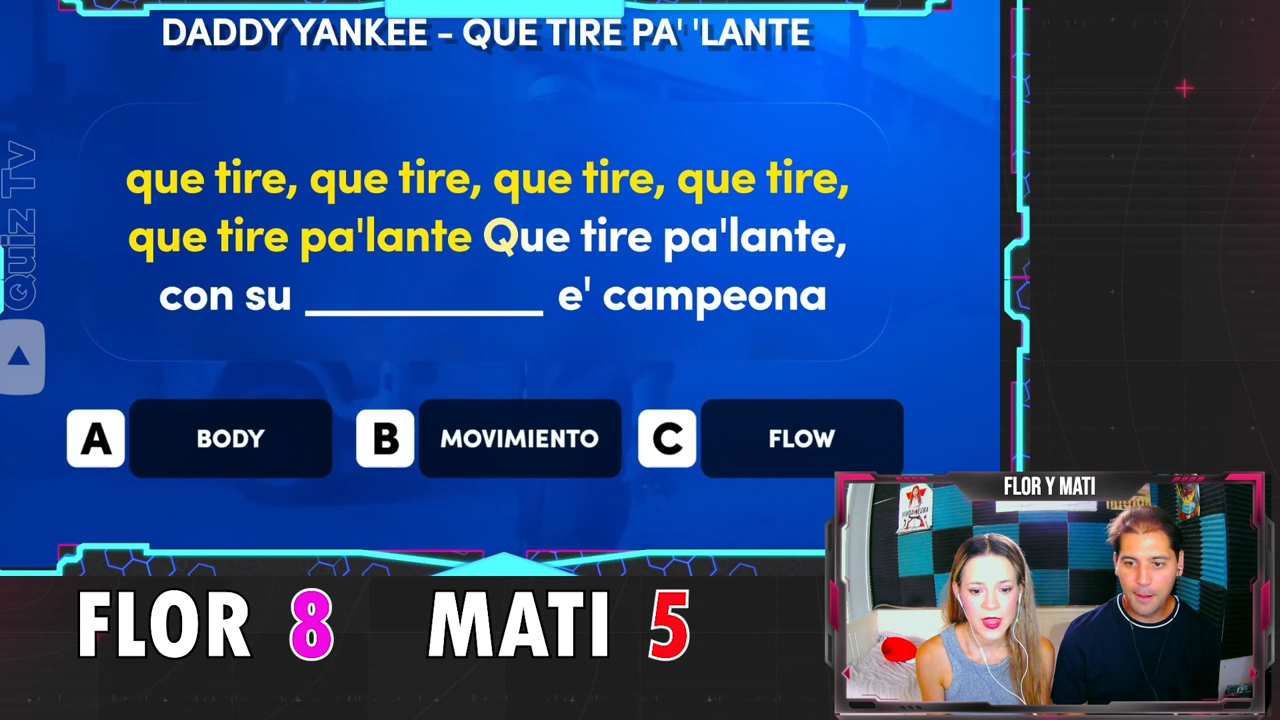 DADDY YANKEE - QUE TIRE PA' 'LANTE
que tire, que tire, que tire, que tire,
que tire pa'lante Que tire pa'lante,
con su __________ e' campeona
A BODY
B MOVIMIENTO
C FLOW
Quiz Tv
FLOR Y MATI
FLOR 8
MATI 5